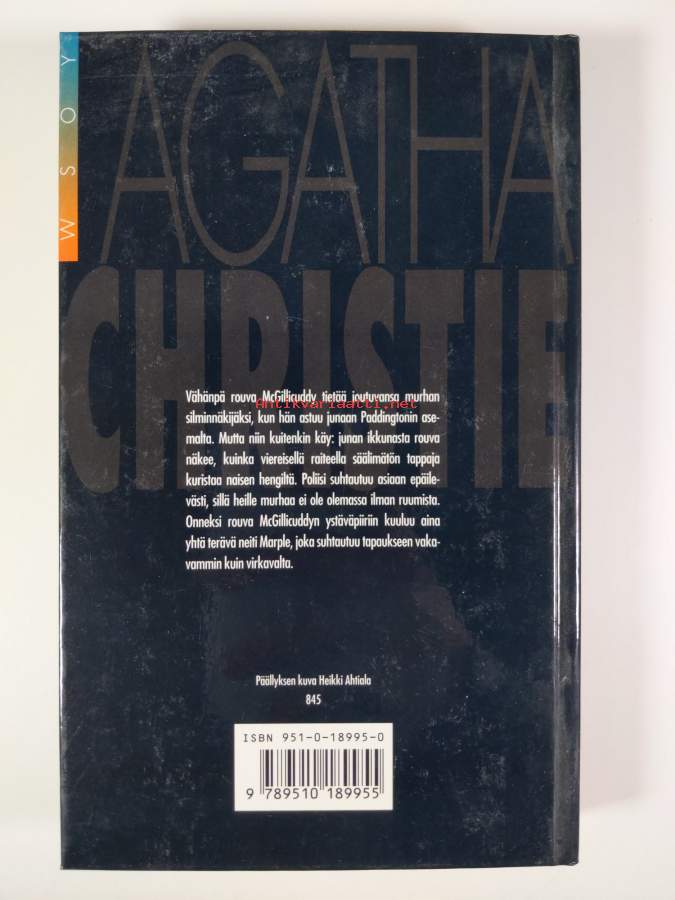 WSOY
AGATHA
CHRISTIE
Vähänpä rouva McGillicuddy tietää joutuvansa murhan
Antikvariaatti.net
silminnäkijäksi, kun hän astuu junaan Paddingtonin ase-
malta. Mutta niin kuitenkin käy: junan ikkunasta rouva
näkee, kuinka viereisellä raiteella säälimätön tappaja
kuristaa naisen hengiltä. Poliisi suhtautuu asiaan epäile-
västi, sillä heille murhaa ei ole olemassa ilman ruumista.
Onneksi rouva McGillicuddyn ystäväpiiriin kuuluu aina
yhtä terävä neiti Marple, joka suhtautuu tapaukseen vaka-
vammin kuin virkavalta.
Päällyksen kuva Heikki Ahtiala
845
ISBN 951-0-18995-0
9 789510 189955